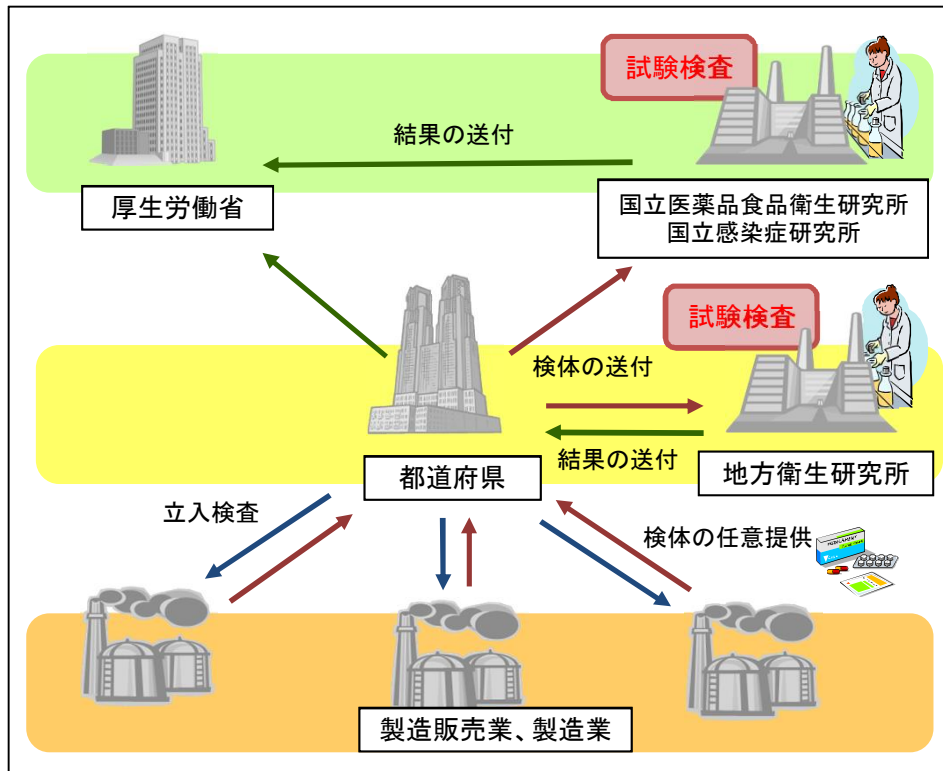 試験検査
結果の送付
厚生労働省
国立医薬品食品衛生研究所
国立感染症研究所
試験検査
検体の送付
結果の送付
都道府県
地方衛生研究所
立入検査
検体の任意提供
製造販売業、製造業